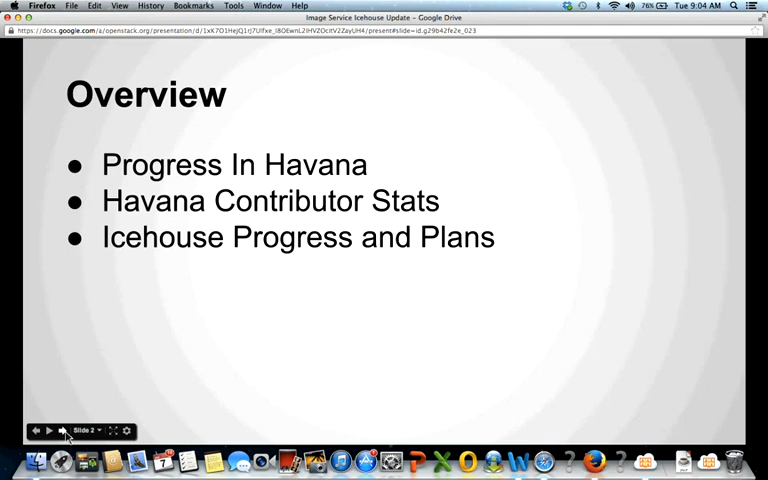 Firefox File Edit View History Bookmarks Tools Window Help 76% Tue 9:04 AM
Image Service Icehouse Update - Google Drive
Overview
● Progress In Havana
● Havana Contributor Stats
● Icehouse Progress and Plans
Slide 2